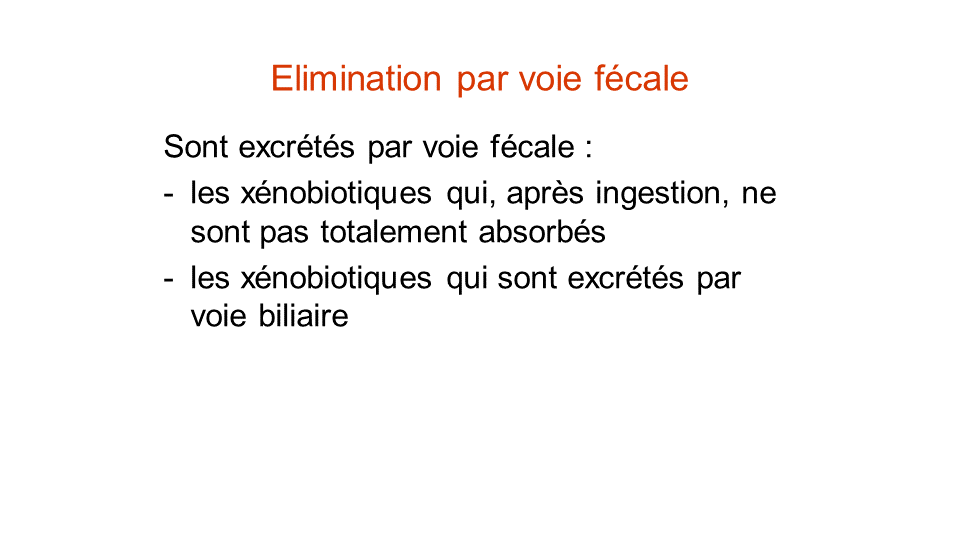 Elimination par voie fécale
Sont excrétés par voie fécale :
- les xénobiotiques qui, après ingestion, ne
sont pas totalement absorbés
- les xénobiotiques qui sont excrétés par
voie biliaire